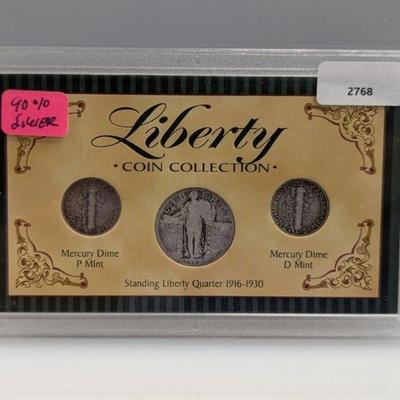 90%
SILVER
2768
Liberty
• COIN COLLECTION •
Mercury Dime
P Mint
Mercury Dime
D Mint
Standing Liberty Quarter 1916-1930